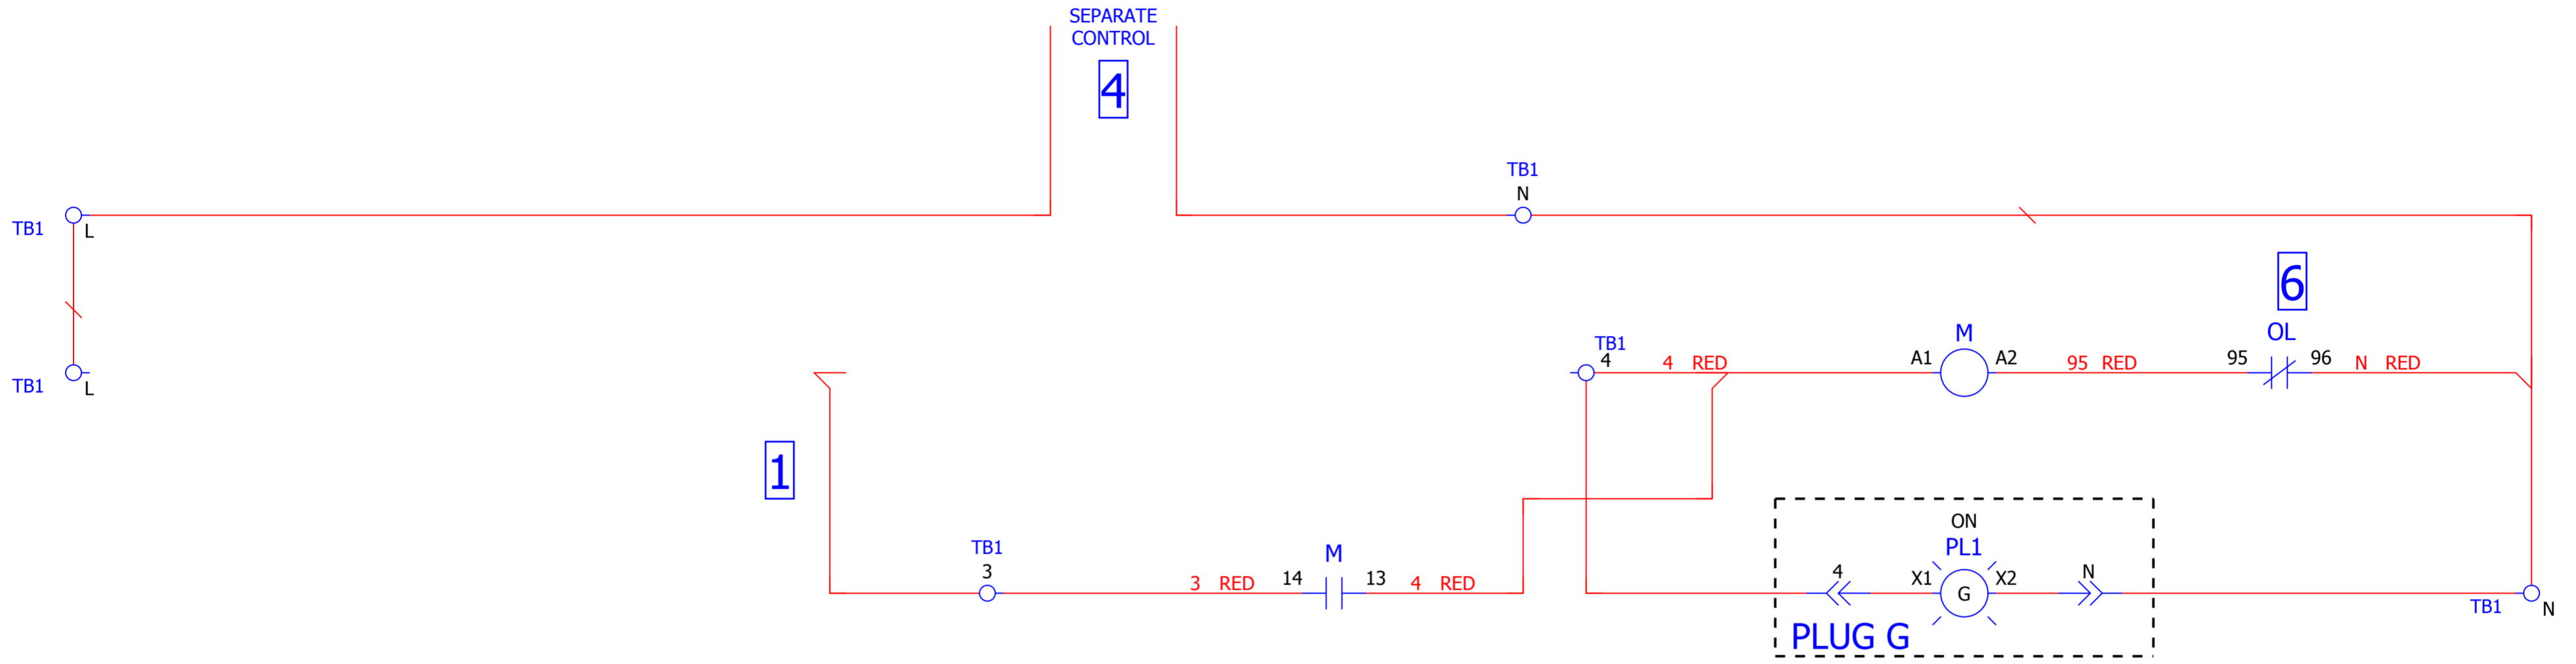 SEPARATE
CONTROL
4
TB1
N
TB1
L
6
OL
M
TB1
4
4 RED
A1
A2
95 RED
95
96
N RED
TB1
L
1
ON
PL1
TB1
3
M
3 RED
14
13
4 RED
4
X1
G
X2
N
TB1
N
PLUG G